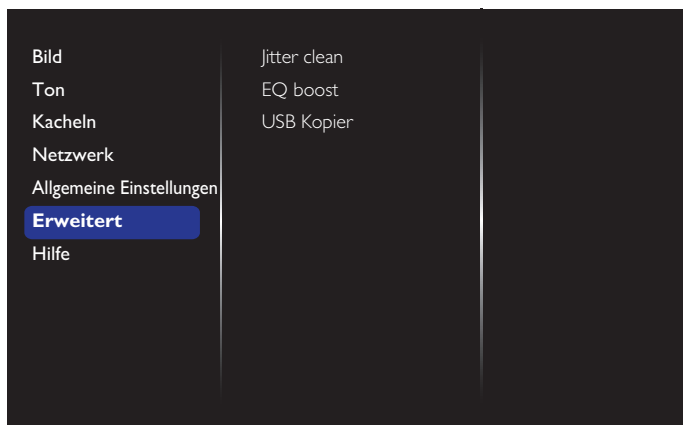 Bild
Ton
Kacheln
Netzwerk
Allgemeine Einstellungen
Erweitert
Hilfe
Jitter clean
EQ boost
USB Kopier